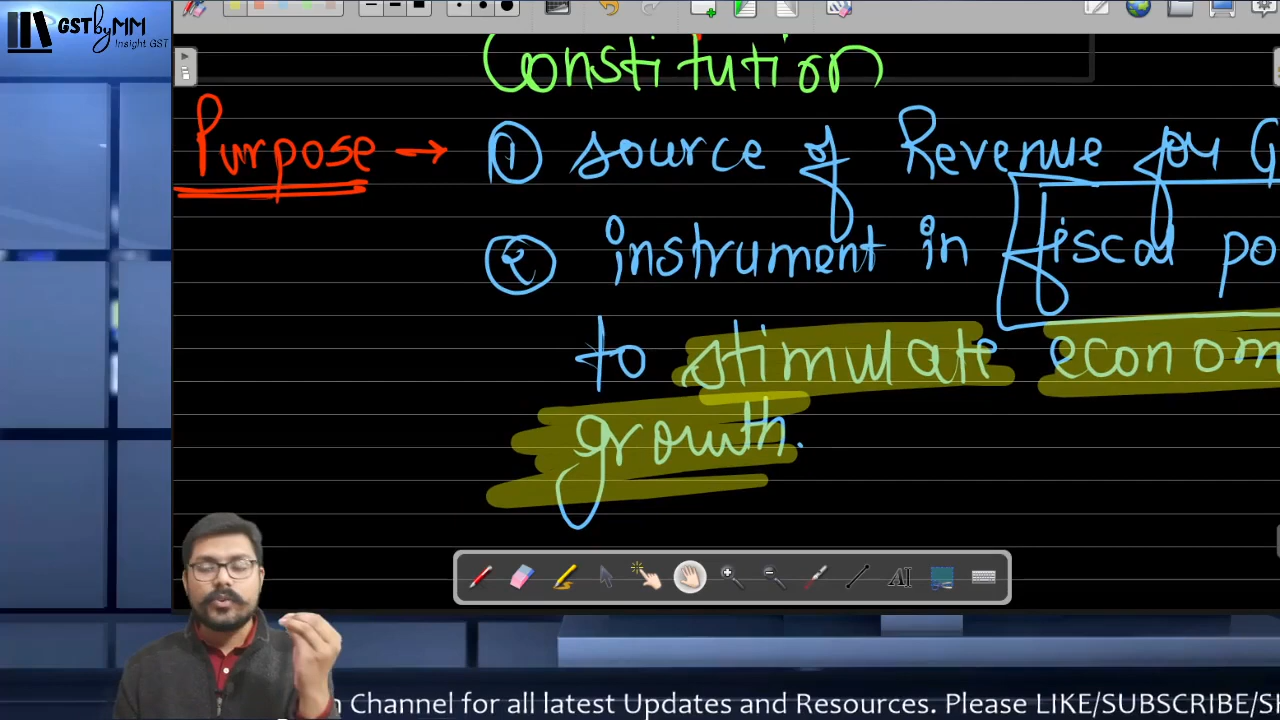 GSTbyMM
Insight GST
Constitution
Purpose → ① source of Revenue for G
② instrument in fiscal po
to stimulate econom
growth.
AI
Channel for all latest Updates and Resources. Please LIKE/SUBSCRIBE/S